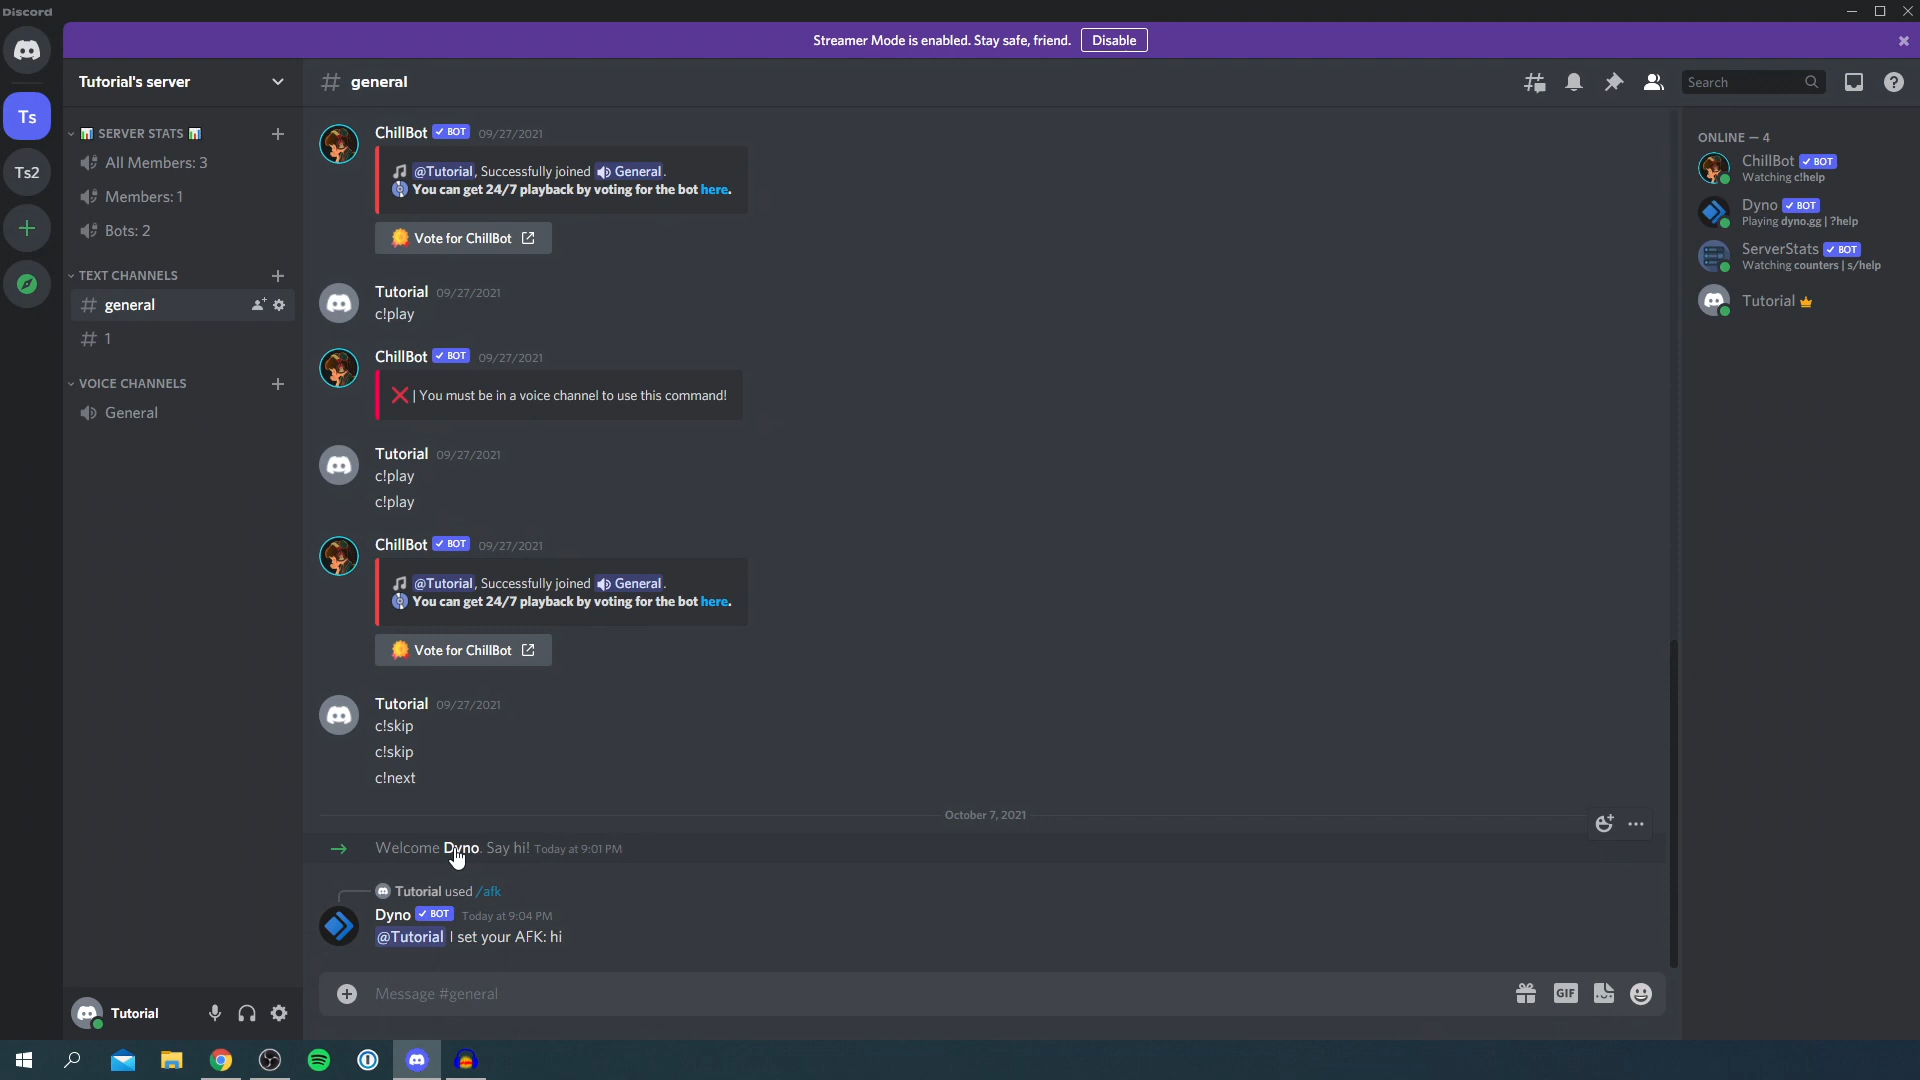 Discord
Streamer Mode is enabled. Stay safe, friend. Disable
Ts
Ts2
Tutorial's server
SERVER STATS
All Members: 3
Members: 1
Bots: 2
TEXT CHANNELS
general
1
VOICE CHANNELS
General
Tutorial
# general
Search
ChillBot BOT 09/27/2021
@Tutorial, Successfully joined General.
You can get 24/7 playback by voting for the bot here.
Vote for ChillBot
Tutorial 09/27/2021
c!play
ChillBot BOT 09/27/2021
| You must be in a voice channel to use this command!
Tutorial 09/27/2021
c!play
c!play
ChillBot BOT 09/27/2021
@Tutorial, Successfully joined General.
You can get 24/7 playback by voting for the bot here.
Vote for ChillBot
Tutorial 09/27/2021
c!skip
c!skip
c!next
October 7, 2021
Welcome Dyno. Say hi! Today at 9:01 PM
Tutorial used /afk
Dyno BOT Today at 9:04 PM
@Tutorial I set your AFK: hi
Message #general
GIF
ONLINE — 4
ChillBot BOT
Watching c!help
Dyno BOT
Playing dyno.gg | ?help
ServerStats BOT
Watching counters | s/help
Tutorial